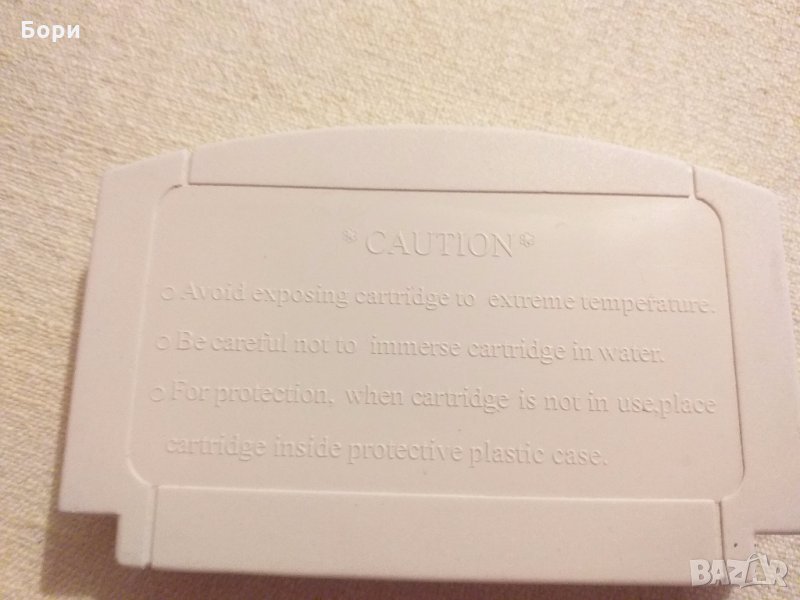 Бори
*CAUTION*
○ Avoid exposing cartridge to extreme temperature.
○ Be careful not to immerse cartridge in water.
○ For protection, when cartridge is not in use,place
cartridge inside protective plastic case.
BAZAR